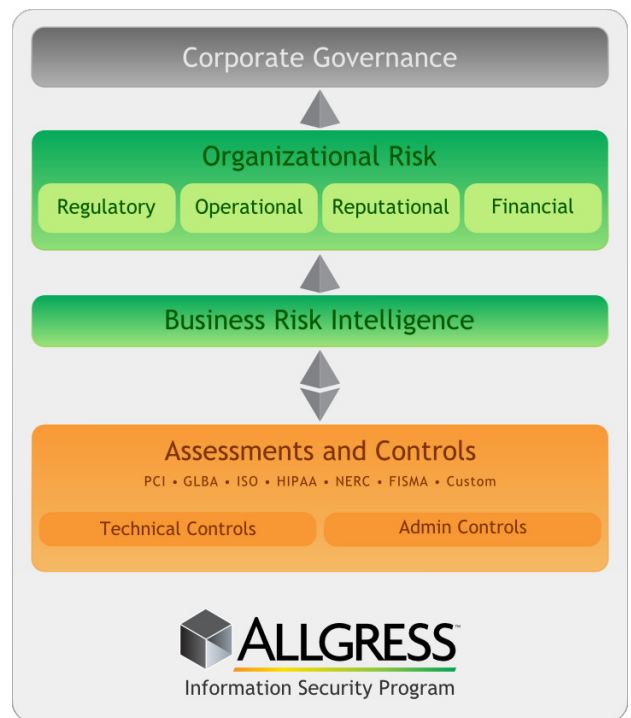 Corporate Governance
Organizational Risk
Regulatory
Operational
Reputational
Financial
Business Risk Intelligence
Assessments and Controls
PCI • GLBA • ISO • HIPAA • NERC • FISMA • Custom
Technical Controls
Admin Controls
ALLGRESS™
Information Security Program